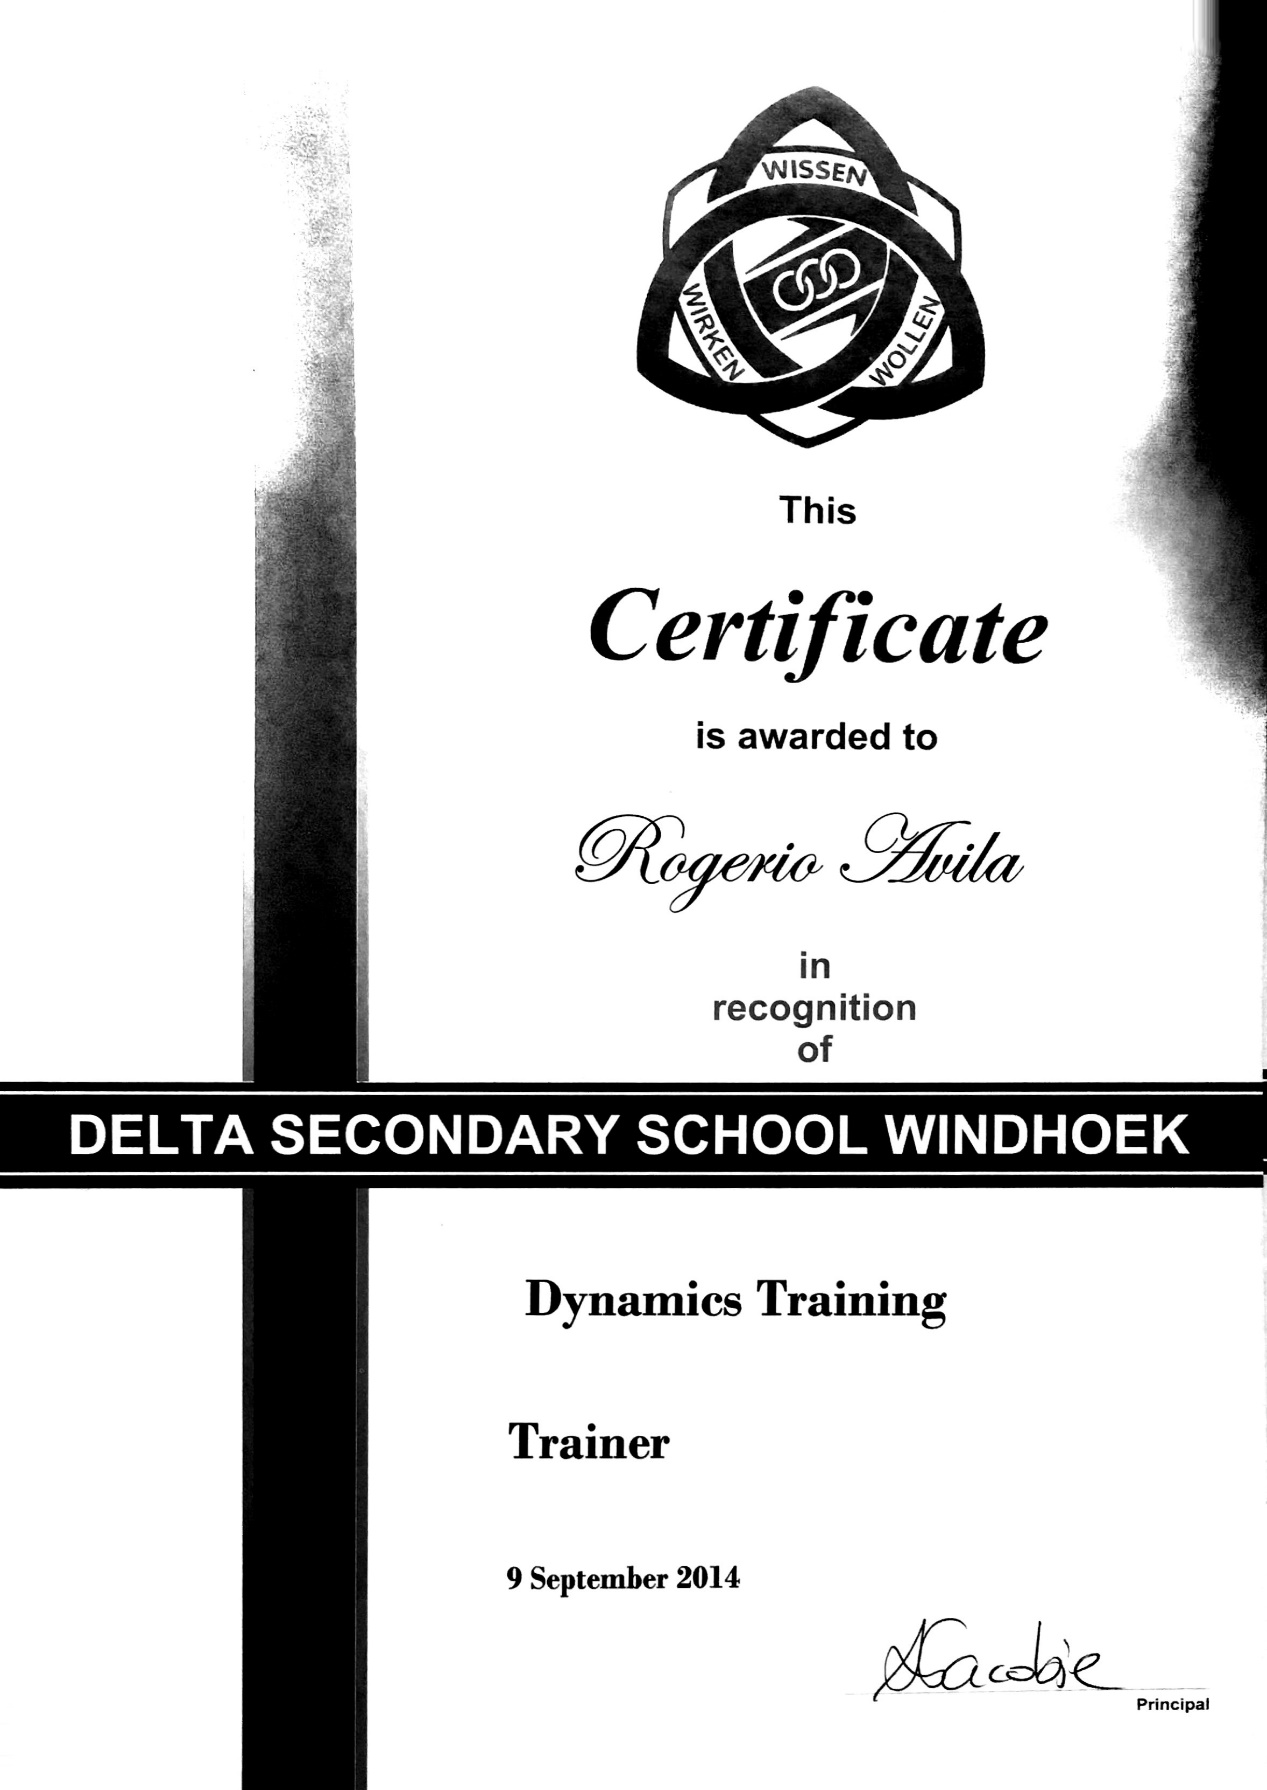 WISSEN
WIRKEN
WOLLEN
This
Certificate
is awarded to
Rogerio Avila
in
recognition
of
DELTA SECONDARY SCHOOL WINDHOEK
Dynamics Training
Trainer
9 September 2014
Principal